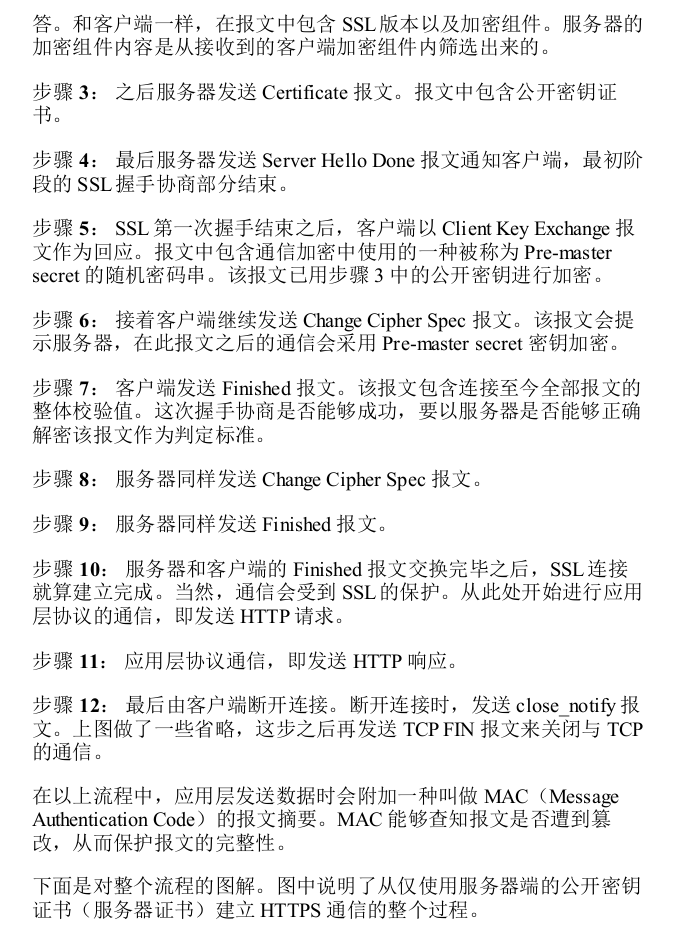 答。和客户端一样，在报文中包含 SSL 版本以及加密组件。服务器的
加密组件内容是从接收到的客户端加密组件内筛选出来的。
步骤 3： 之后服务器发送 Certificate 报文。报文中包含公开密钥证
书。
步骤 4： 最后服务器发送 Server Hello Done 报文通知客户端，最初阶
段的 SSL 握手协商部分结束。
步骤 5： SSL 第一次握手结束之后，客户端以 Client Key Exchange 报
文作为回应。报文中包含通信加密中使用的一种被称为 Pre-master
secret 的随机密码串。该报文已用步骤 3 中的公开密钥进行加密。
步骤 6： 接着客户端继续发送 Change Cipher Spec 报文。该报文会提
示服务器，在此报文之后的通信会采用 Pre-master secret 密钥加密。
步骤 7： 客户端发送 Finished 报文。该报文包含连接至今全部报文的
整体校验值。这次握手协商是否能够成功，要以服务器是否能够正确
解密该报文作为判定标准。
步骤 8： 服务器同样发送 Change Cipher Spec 报文。
步骤 9： 服务器同样发送 Finished 报文。
步骤 10： 服务器和客户端的 Finished 报文交换完毕之后，SSL 连接
就算建立完成。当然，通信会受到 SSL 的保护。从此处开始进行应用
层协议的通信，即发送 HTTP 请求。
步骤 11： 应用层协议通信，即发送 HTTP 响应。
步骤 12： 最后由客户端断开连接。断开连接时，发送 close_notify 报
文。上图做了一些省略，这步之后再发送 TCP FIN 报文来关闭与 TCP
的通信。
在以上流程中，应用层发送数据时会附加一种叫做 MAC（Message
Authentication Code）的报文摘要。MAC 能够查知报文是否遭到篡
改，从而保护报文的完整性。
下面是对整个流程的图解。图中说明了从仅使用服务器端的公开密钥
证书（服务器证书）建立 HTTPS 通信的整个过程。